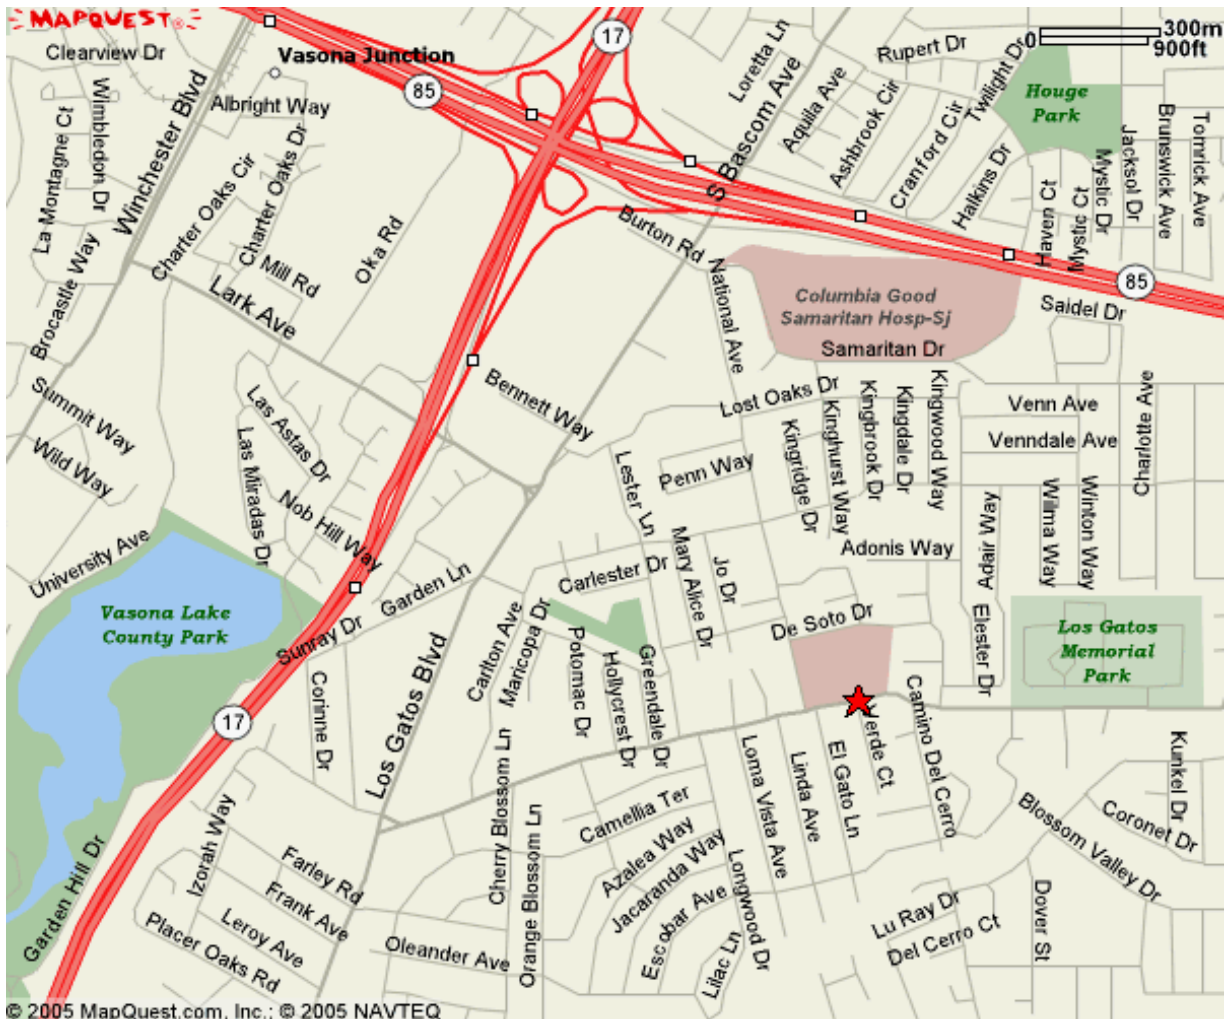 MAPQUEST
17
300m
0
900ft
Clearview Dr
Vasona Junction
Loretta Ln
Rupert Dr
Twilight Dr
Houge
Park
85
Albright Way
Winchester Blvd
Wimbledon Dr
La Montagne Ct
S Bascom Ave
Aquila Ave
Ashbrook Cir
Cranford Cir
Halkins Dr
Jacksol Dr
Brunswick Ave
Tomrick Ave
Mystic Dr
Mystic Ct
Haven Ct
Charter Oaks Cir
Charter Oaks Dr
Mill Rd
Oka Rd
Burton Rd
Brocastle Way
Lark Ave
National Ave
Columbia Good
Samaritan Hosp-Sj
85
Saidel Dr
Samaritan Dr
Summit Way
Wild Way
Las Astas Dr
Las Miradas Dr
Nob Hill Way
Bennett Way
Lost Oaks Dr
Kingridge Dr
Kinghurst Way
Kingbrook Dr
Kingdale Dr
Kingwood Way
Venn Ave
Venndale Ave
Charlotte Ave
Lester Ln
Penn Way
Adonis Way
Adair Way
Wilma Way
Winton Way
University Ave
Vasona Lake
County Park
Garden Ln
Sunray Dr
Carlester Dr
Mary Alice Dr
Jo Dr
De Soto Dr
Elester Dr
Los Gatos
Memorial
Park
Carlton Ave
Maricopa Dr
Potomac Dr
Hollycrest Dr
Greendale Dr
17
Corinne Dr
Los Gatos Blvd
Verde Ct
Camino Del Cerro
Loma Vista Ave
Linda Ave
El Gato Ln
Kunkel Dr
Coronet Dr
Blossom Valley Dr
Cherry Blossom Ln
Orange Blossom Ln
Camellia Ter
Azalea Way
Jacaranda Way
Escobar Ave
Longwood Dr
Lilac Ln
Garden Hill Dr
Izorah Way
Farley Rd
Frank Ave
Leroy Ave
Placer Oaks Rd
Oleander Ave
Lu Ray Dr
Del Cerro Ct
Dover St
© 2005 MapQuest.com, Inc.; © 2005 NAVTEQ